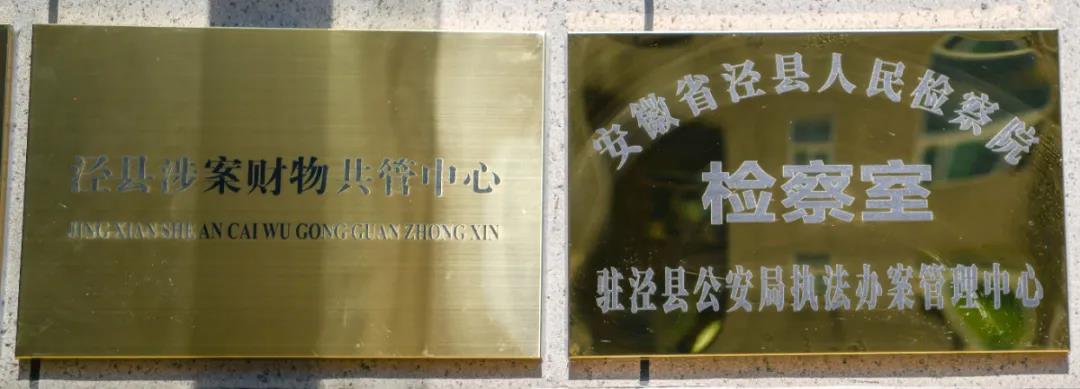 泾县涉案财物共管中心
JING XIAN SHE AN CAI WU GONG GUAN ZHONG XIN
安徽省泾县人民检察院
检察室
驻泾县公安局执法办案管理中心